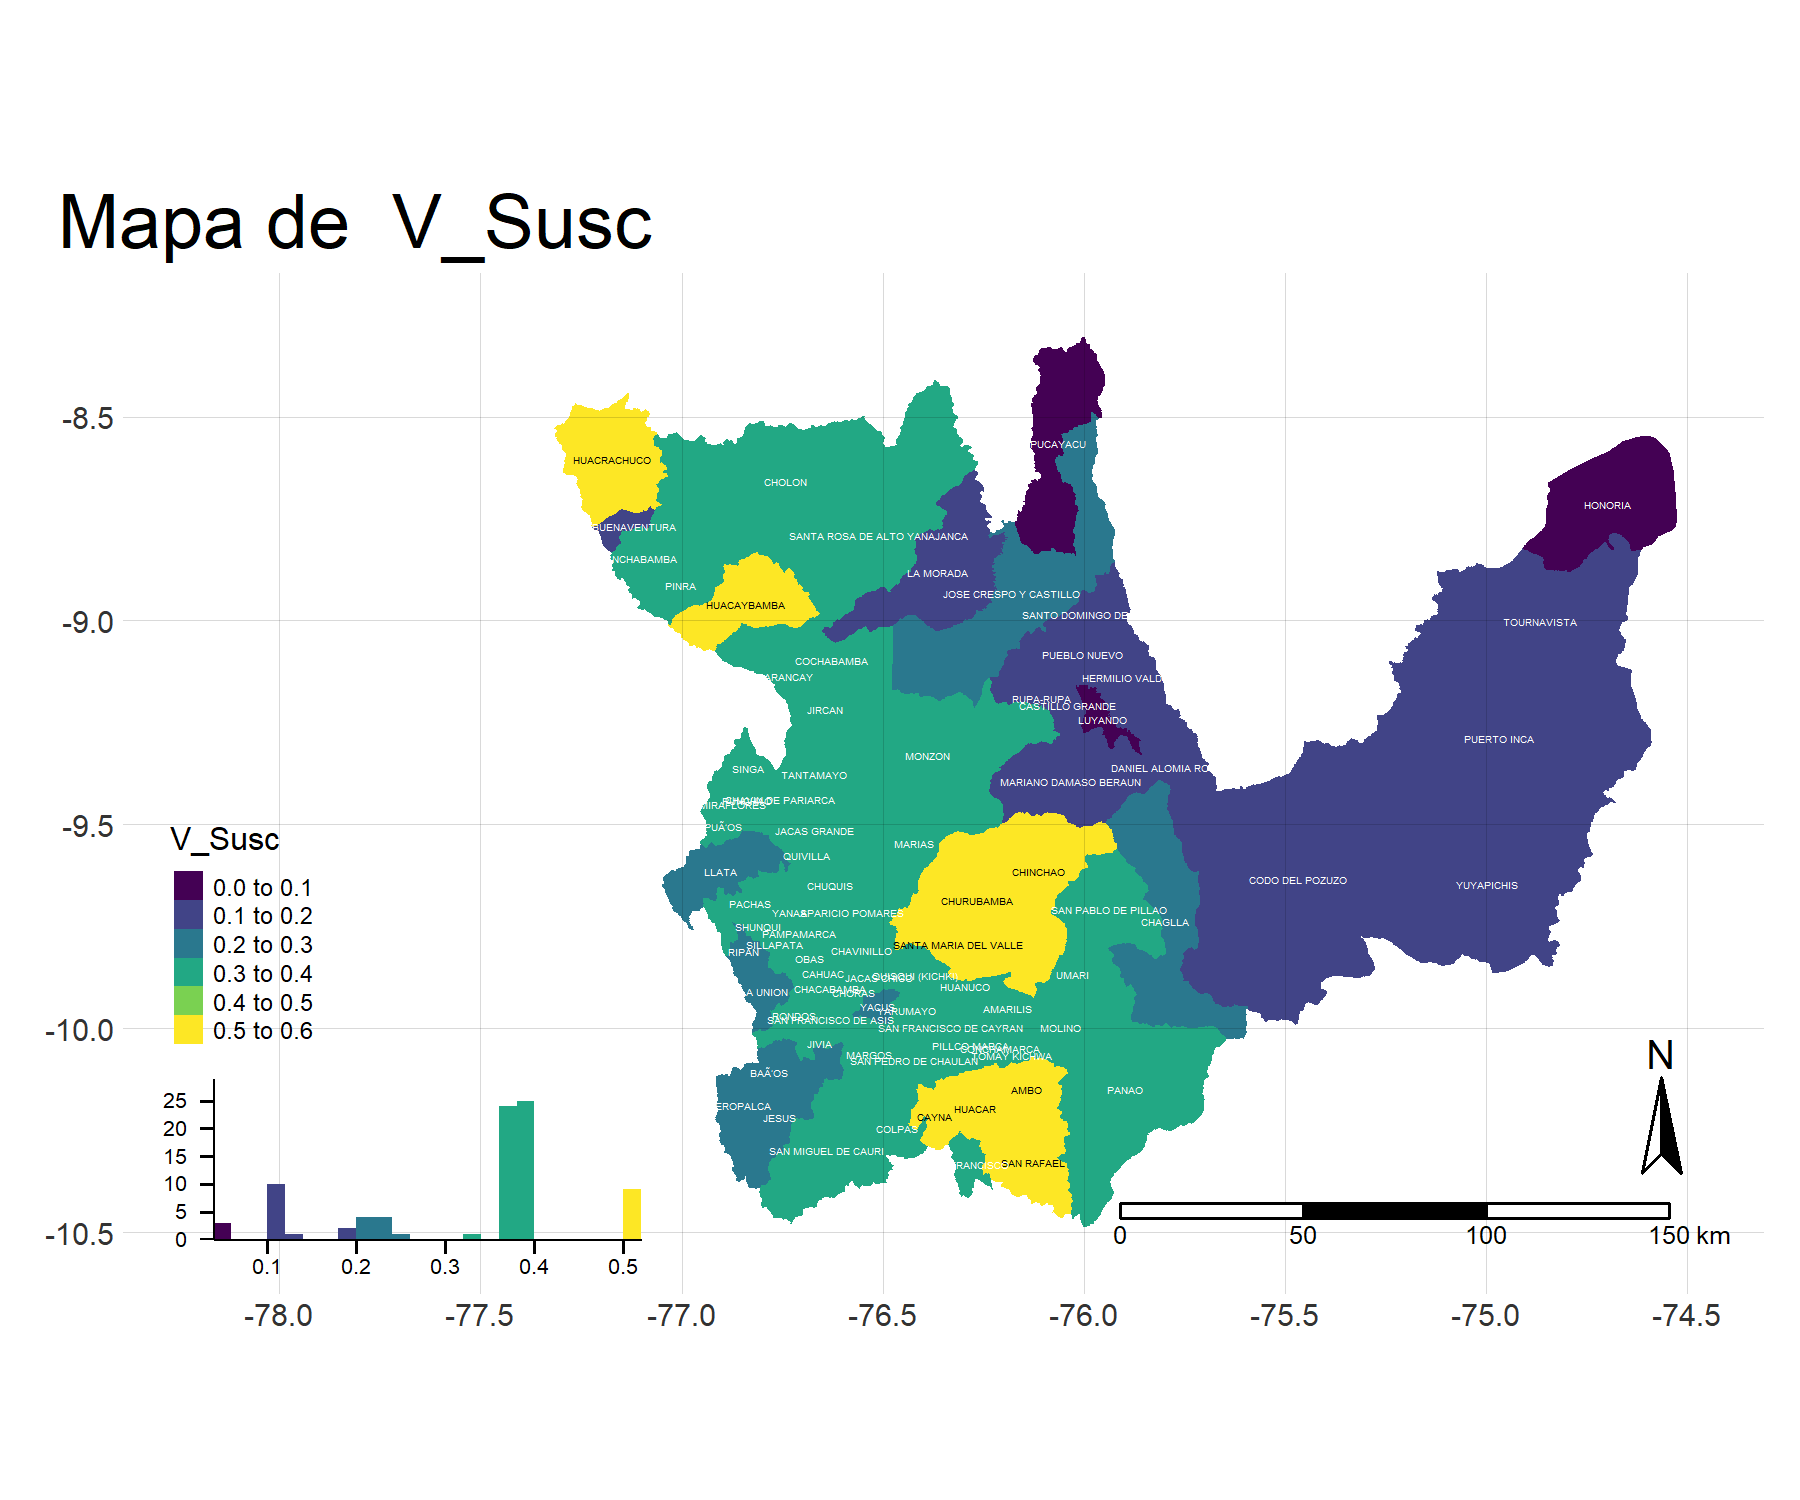 Mapa de V_Susc
-8.5
-9.0
-9.5
-10.0
-10.5
HUACRACHUCO
BUENAVENTURA
NCHABAMBA
PINRA
HUACAYBAMBA
CHOLON
SANTA ROSA DE ALTO YANAJANCA
LA MORADA
PUCAYACU
JOSE CRESPO Y CASTILLO
SANTO DOMINGO DE
PUEBLO NUEVO
HERMILIO VALD
RUPA-RUPA
CASTILLO GRANDE
LUYANDO
DANIEL ALOMIA RO
MARIANO DAMASO BERAUN
HONORIA
TOURNAVISTA
PUERTO INCA
CODO DEL POZUZO
YUYAPICHIS
COCHABAMBA
ARANCAY
JIRCAN
MONZON
SINGA
TANTAMAYO
DE PARIARCA
MIRAFLORES
PUÃ'OS
JACAS GRANDE
QUIVILLA
MARIAS
LLATA
CHUQUIS
CHINCHAO
CHURUBAMBA
PACHAS
YANAS
APARICIO POMARES
SAN PABLO DE PILLAO
CHAGLLA
SHUNQUI
PAMPAMARCA
SILLAPATA
SANTA MARIA DEL VALLE
RIPAN
OBAS
CHAVINILLO
CAHUAC
JACAS CHICO
QUISQUI (KICHKI)
UMARI
A UNION
CHACABAMBA
CHORAS
HUANUCO
YACUS
YARUMAYO
AMARILIS
RONDOS
SAN FRANCISCO DE ASIS
SAN FRANCISCO DE CAYRAN
MOLINO
JIVIA
MARGOS
PILLCO MARCA
CONCHAMARCA
SAN PEDRO DE CHAULAN
TOMAY KICHWA
BAÃ'OS
AMBO
PANAO
EROPALCA
JESUS
HUACAR
CAYNA
COLPAS
SAN MIGUEL DE CAURI
RANCISC
SAN RAFAEL
V_Susc
0.0 to 0.1
0.1 to 0.2
0.2 to 0.3
0.3 to 0.4
0.4 to 0.5
0.5 to 0.6
25
20
15
10
5
0
0.1 0.2 0.3 0.4 0.5
N
0 50 100 150 km
-78.0 -77.5 -77.0 -76.5 -76.0 -75.5 -75.0 -74.5